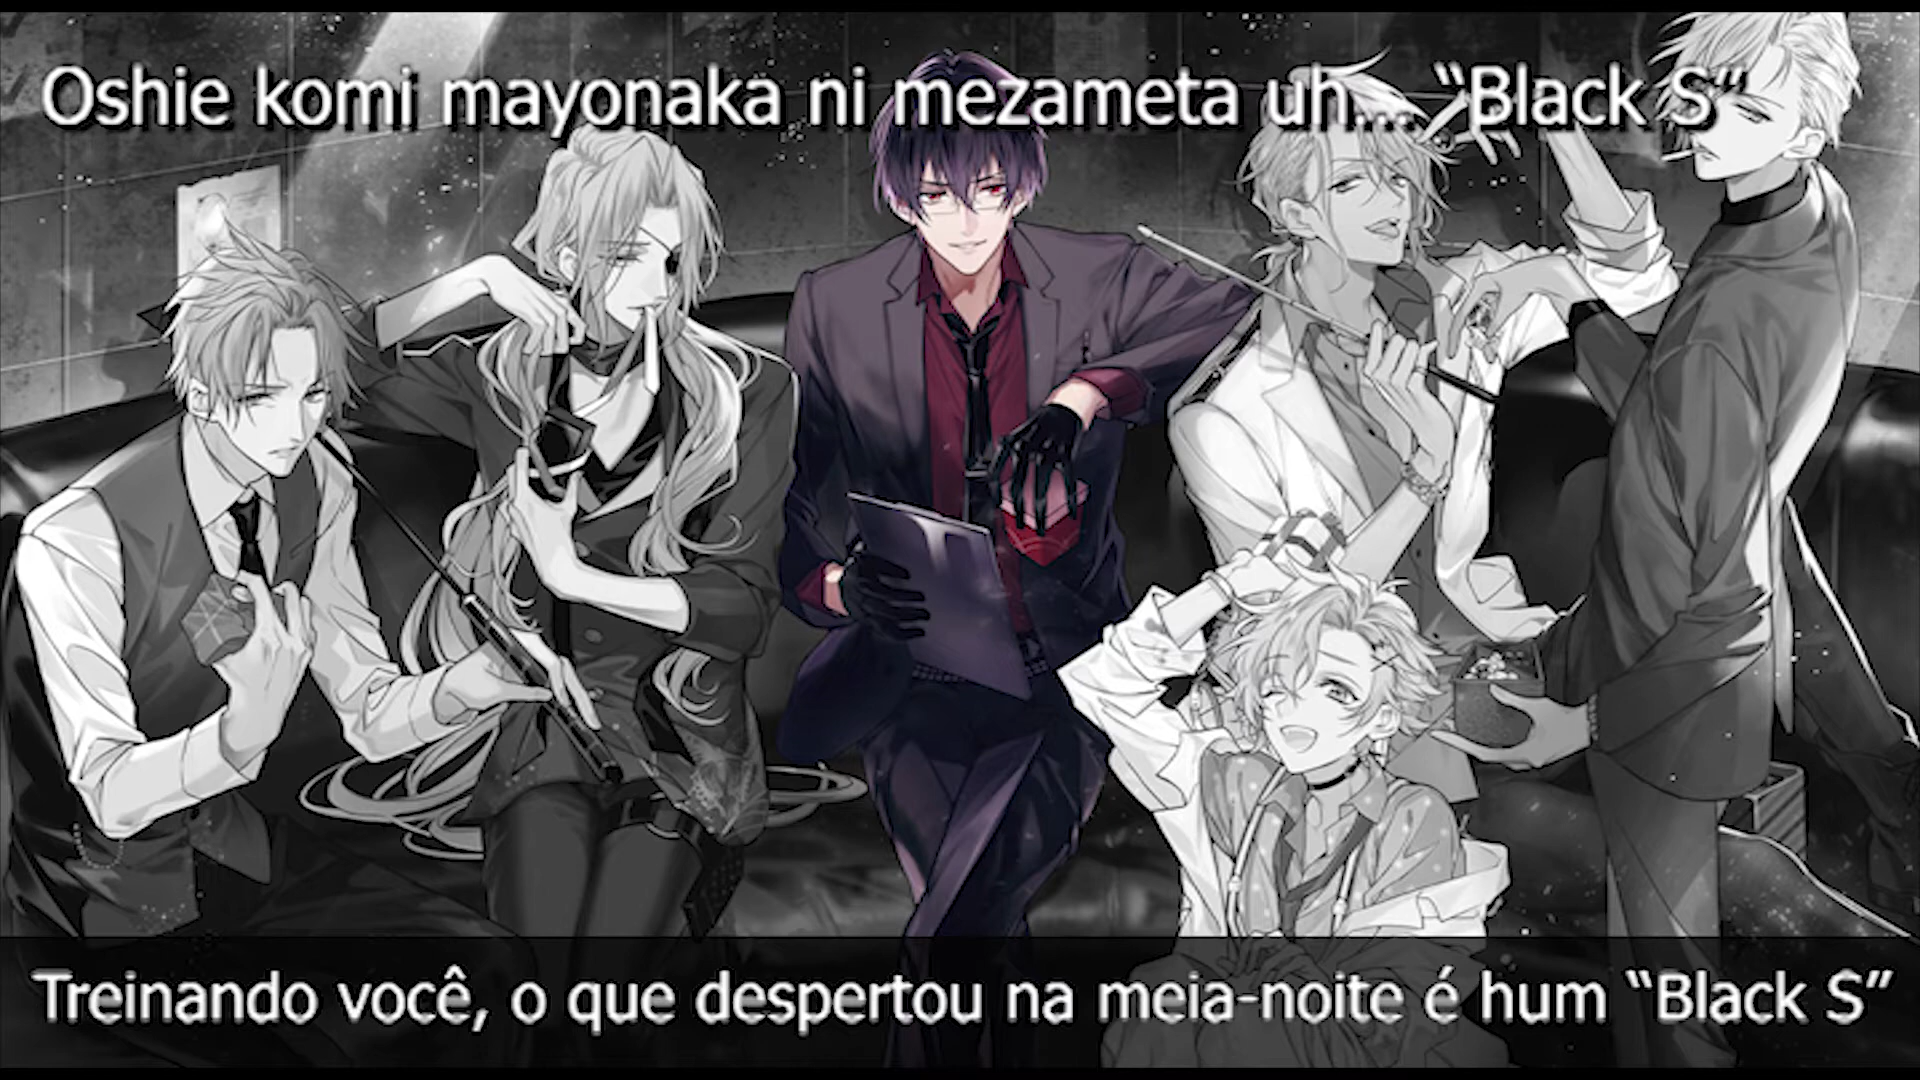 Oshie komi mayonaka ni mezameta uh... “Black S”
Treinando você, o que despertou na meia-noite é hum “Black S”